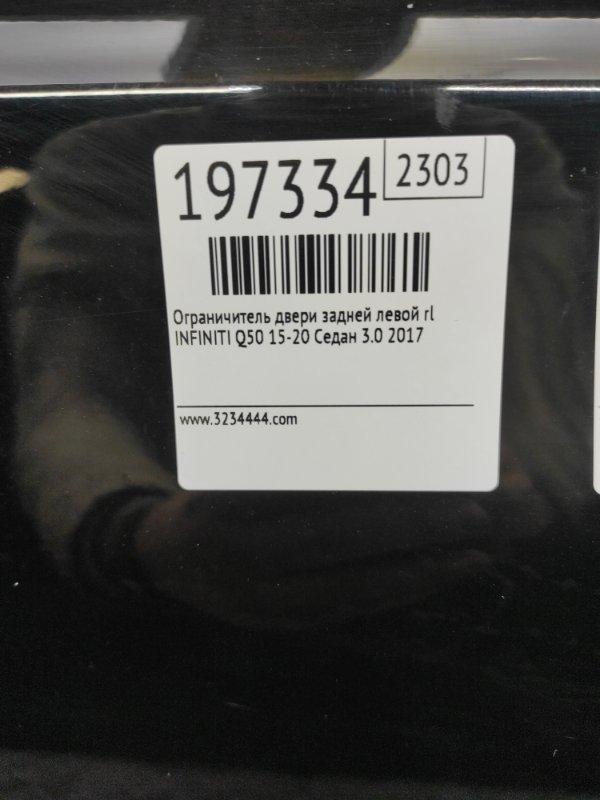 197334
2303
Ограничитель двери задней левой rl
INFINITI Q50 15-20 Седан 3.0 2017
www.3234444.com